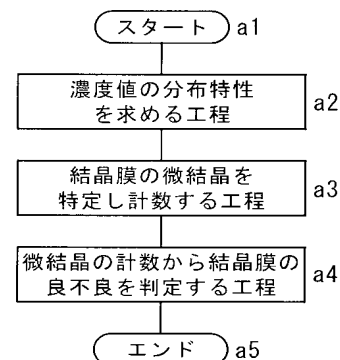 スタート a1
濃度値の分布特性
を求める工程 a2
結晶膜の微結晶を
特定し計数する工程 a3
微結晶の計数から結晶膜の
良不良を判定する工程 a4
エンド a5